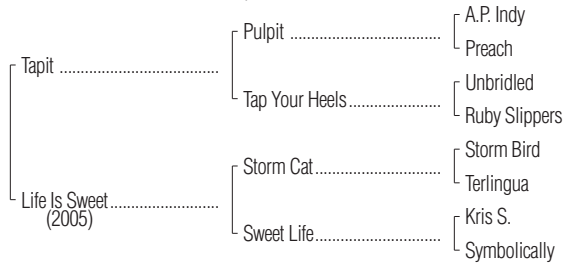 A.P. Indy
Pulpit ..........................................
Preach
Tapit ............................................
Unbridled
Tap Your Heels .........................
Ruby Slippers
Storm Bird
Storm Cat ...................................
Terlingua
Life Is Sweet ..............................
(2005)
Kris S.
Sweet Life ..................................
Symbolically